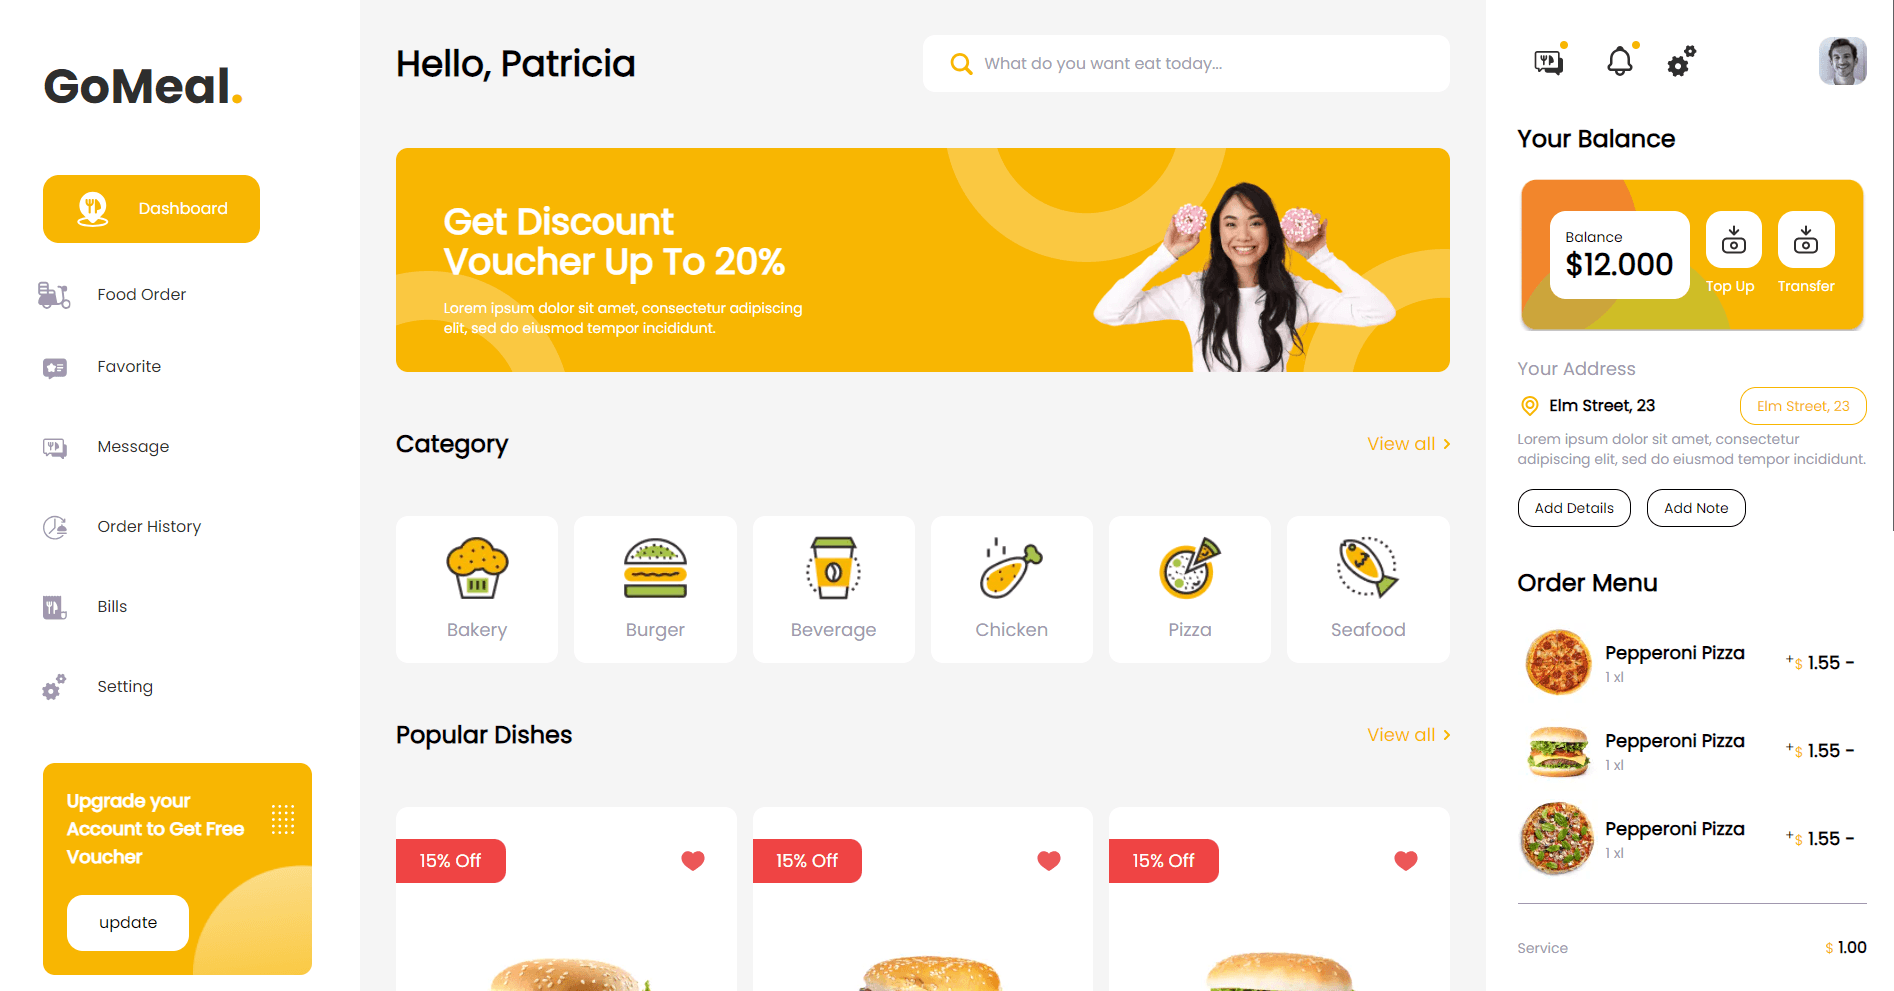 GoMeal.
Dashboard
Food Order
Favorite
Message
Order History
Bills
Setting
Upgrade your
Account to Get Free
Voucher
update
Hello, Patricia
What do you want eat today...
Get Discount
Voucher Up To 20%
Lorem ipsum dolor sit amet, consectetur adipiscing
elit, sed do eiusmod tempor incididunt.
Category
View all
Bakery
Burger
Beverage
Chicken
Pizza
Seafood
Popular Dishes
View all
15% Off
15% Off
15% Off
Your Balance
Balance
$12.000
Top Up
Transfer
Your Address
Elm Street, 23
Elm Street, 23
Lorem ipsum dolor sit amet, consectetur
adipiscing elit, sed do eiusmod tempor incididunt.
Add Details
Add Note
Order Menu
Pepperoni Pizza
1 xl
+$ 1.55 -
Pepperoni Pizza
1 xl
+$ 1.55 -
Pepperoni Pizza
1 xl
+$ 1.55 -
Service
$ 1.00